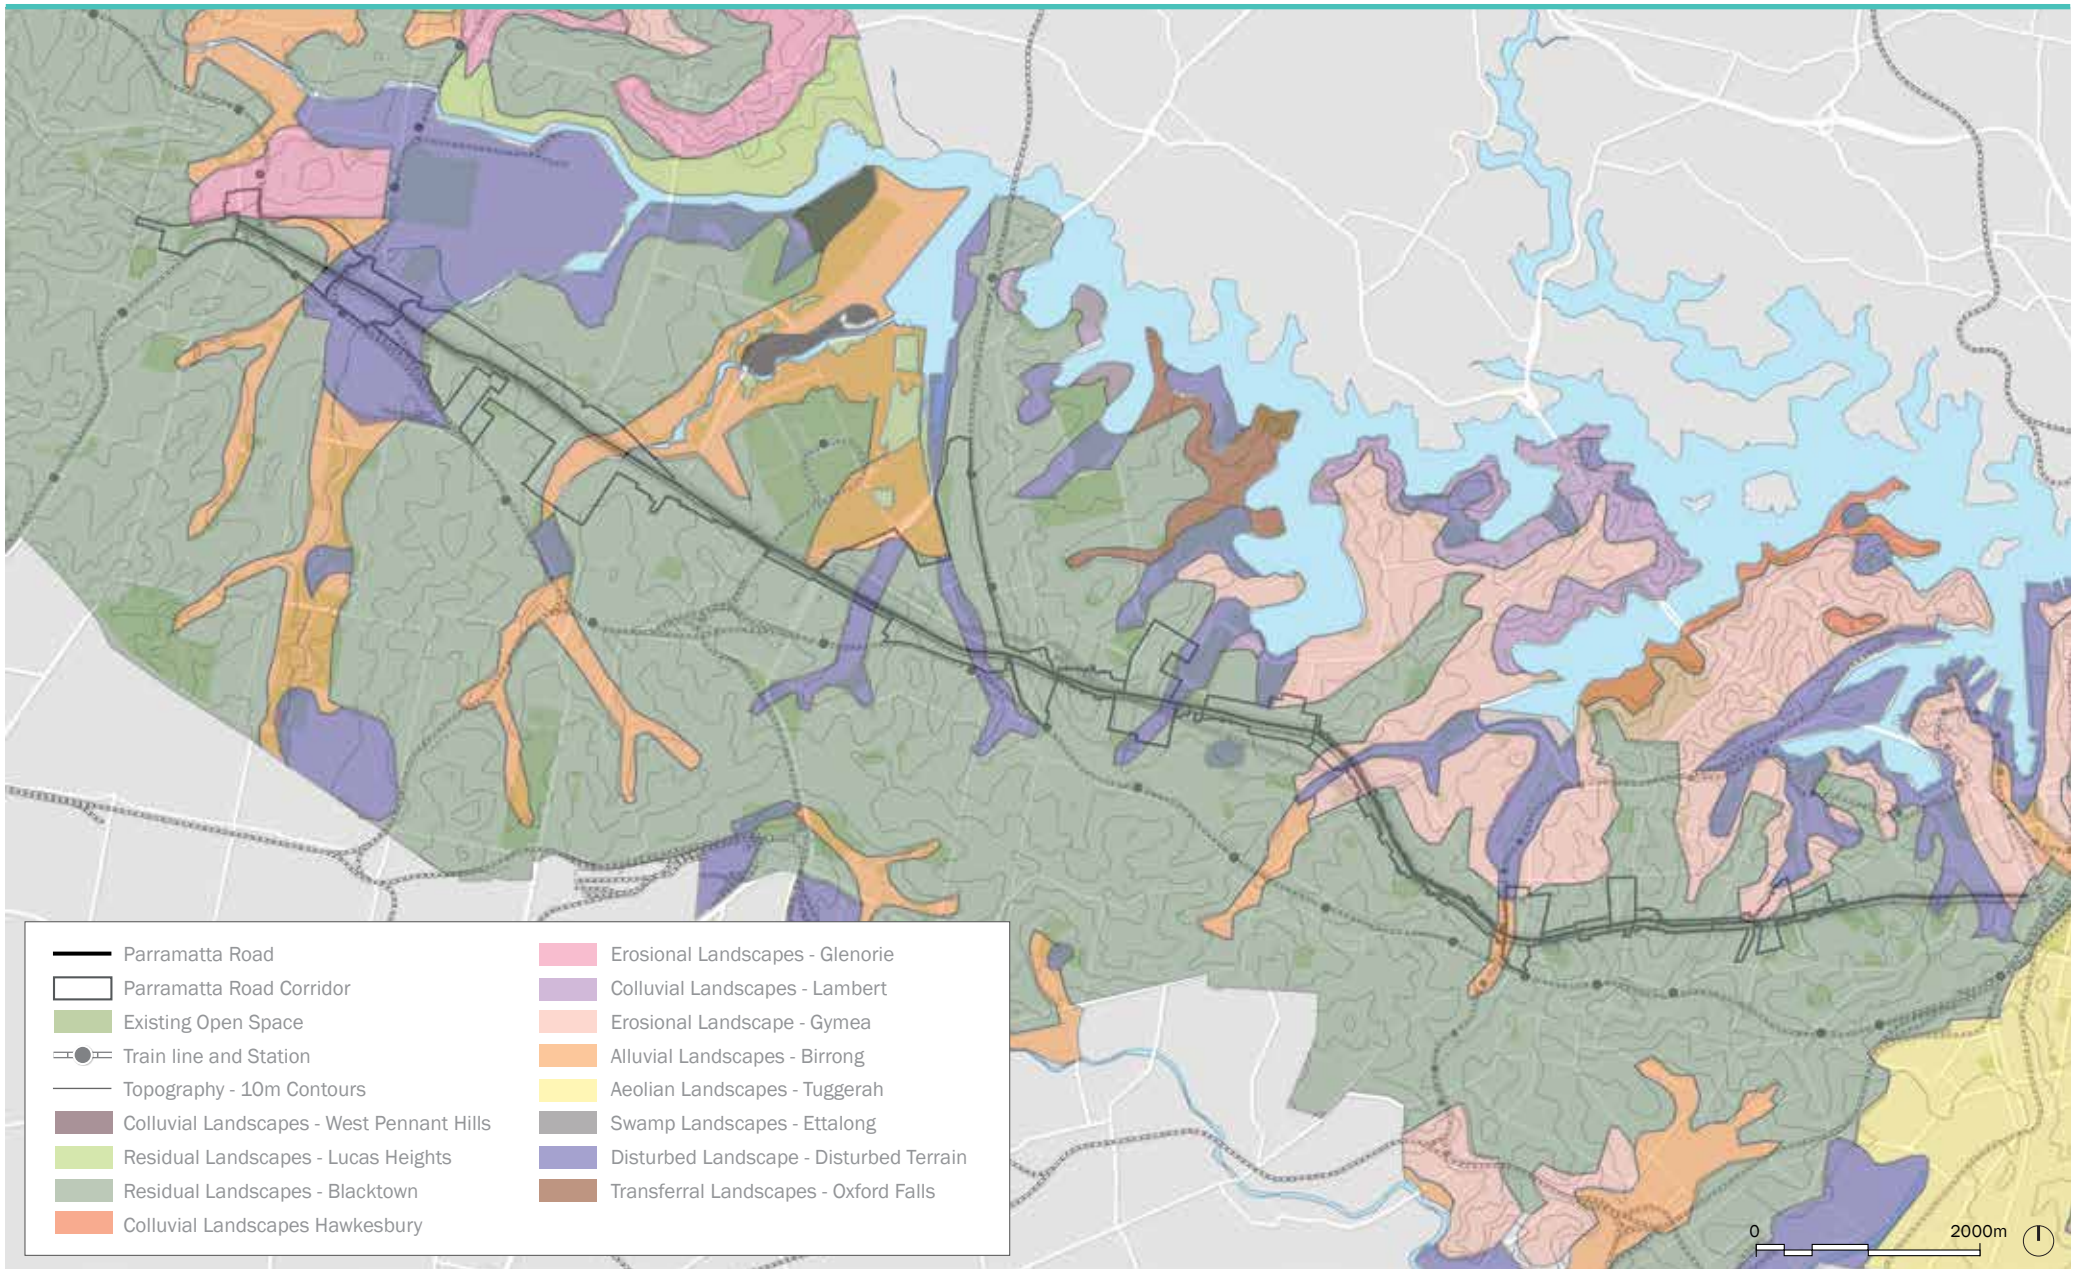 Parramatta Road
Parramatta Road Corridor
Existing Open Space
Train line and Station
Topography - 10m Contours
Colluvial Landscapes - West Pennant Hills
Residual Landscapes - Lucas Heights
Residual Landscapes - Blacktown
Colluvial Landscapes Hawkesbury
Erosional Landscapes - Glenorie
Colluvial Landscapes - Lambert
Erosional Landscape - Gymea
Alluvial Landscapes - Birrong
Aeolian Landscapes - Tuggerah
Swamp Landscapes - Ettalong
Disturbed Landscape - Disturbed Terrain
Transferral Landscapes - Oxford Falls
0 2000m